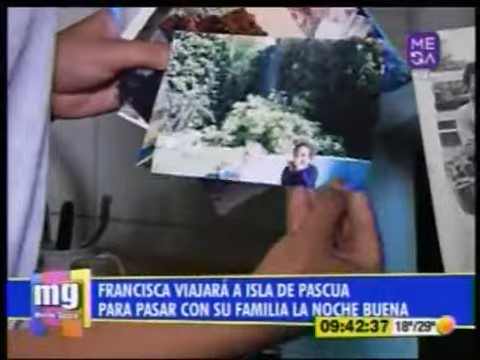 MEGA
mg
FRANCISCA VIAJARÁ A ISLA DE PASCUA
PARA PASAR CON SU FAMILIA LA NOCHE BUENA
09:42:37 18°/29°